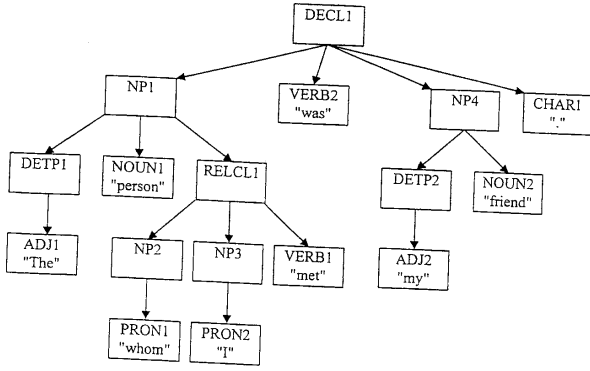 DECL1
NP1
VERB2
"was"
NP4
CHAR1
"."
DETP1
NOUN1
"person"
RELCL1
DETP2
NOUN2
"friend"
ADJ1
"The"
NP2
NP3
VERB1
"met"
ADJ2
"my"
PRON1
"whom"
PRON2
"I"